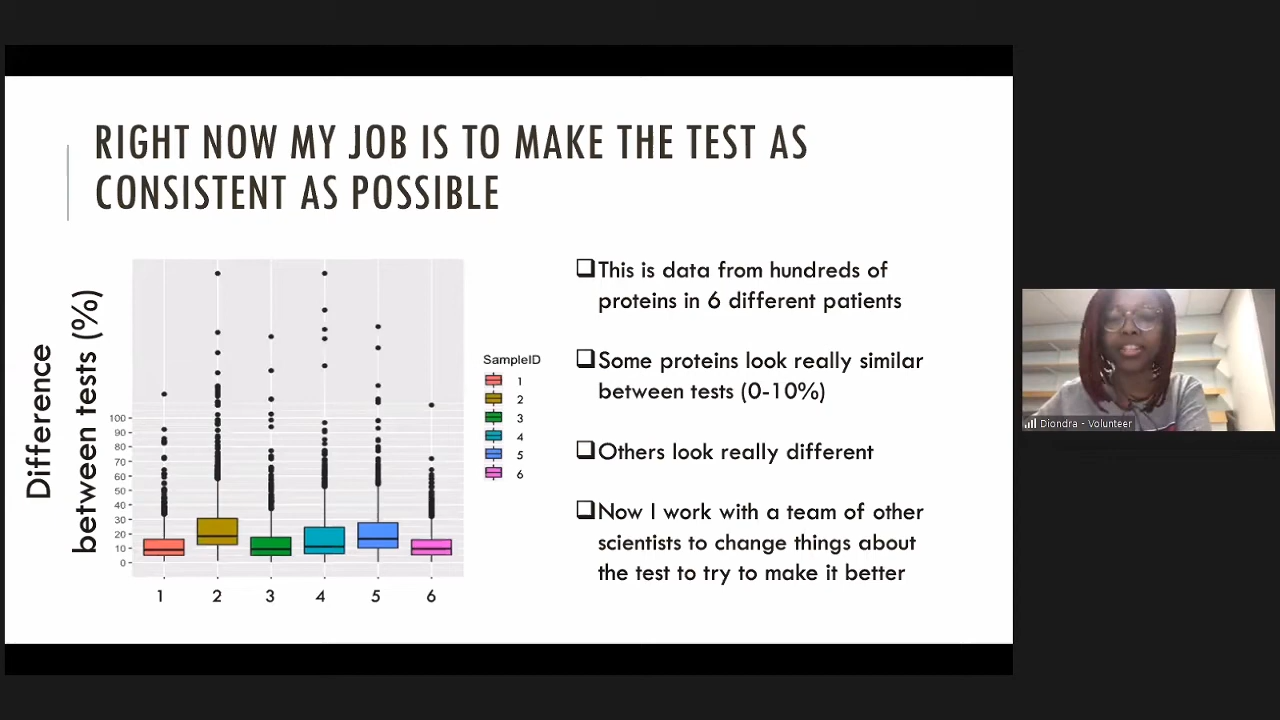 RIGHT NOW MY JOB IS TO MAKE THE TEST AS
CONSISTENT AS POSSIBLE
Difference
between tests (%)
100
90
80
70
60
50
40
30
20
10
0
1
2
3
4
5
6
SampleID
1
2
3
4
5
6
This is data from hundreds of
proteins in 6 different patients
Some proteins look really similar
between tests (0-10%)
Others look really different
Now I work with a team of other
scientists to change things about
the test to try to make it better
Diondra - Volunteer